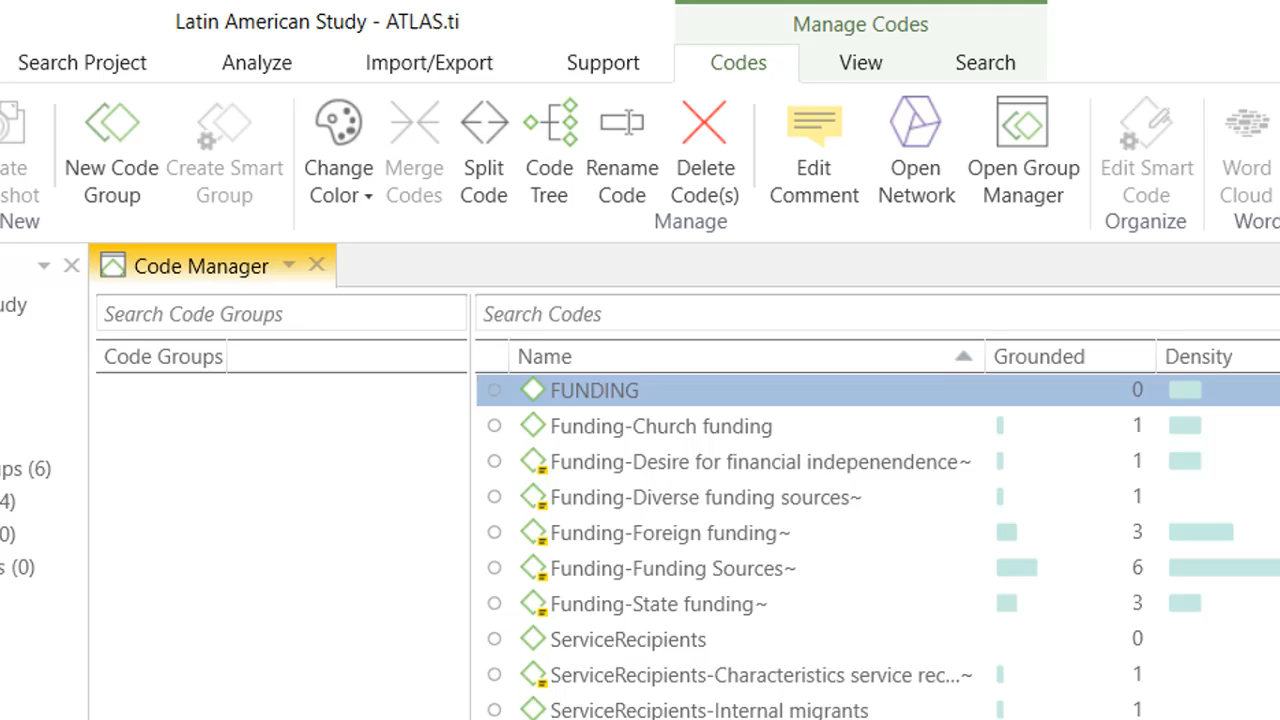 Latin American Study - ATLAS.ti
Manage Codes
Search Project Analyze Import/Export Support Codes View Search
New Code Group
Create Smart Group
Change Color
Merge Codes
Split Code
Code Tree
Rename Code
Delete Code(s)
Edit Comment
Open Network
Open Group Manager
Edit Smart Code
Word Cloud
New Manage Organize
Code Manager
Search Code Groups
Search Codes
Code Groups
Name Grounded Density
FUNDING 0
Funding-Church funding 1
Funding-Desire for financial indepenendence~ 1
Funding-Diverse funding sources~ 1
Funding-Foreign funding~ 3
Funding-Funding Sources~ 6
Funding-State funding~ 3
ServiceRecipients 0
ServiceRecipients-Characteristics service rec...~ 1
ServiceRecipients-Internal migrants 1
(6)
4)
0)
(0)